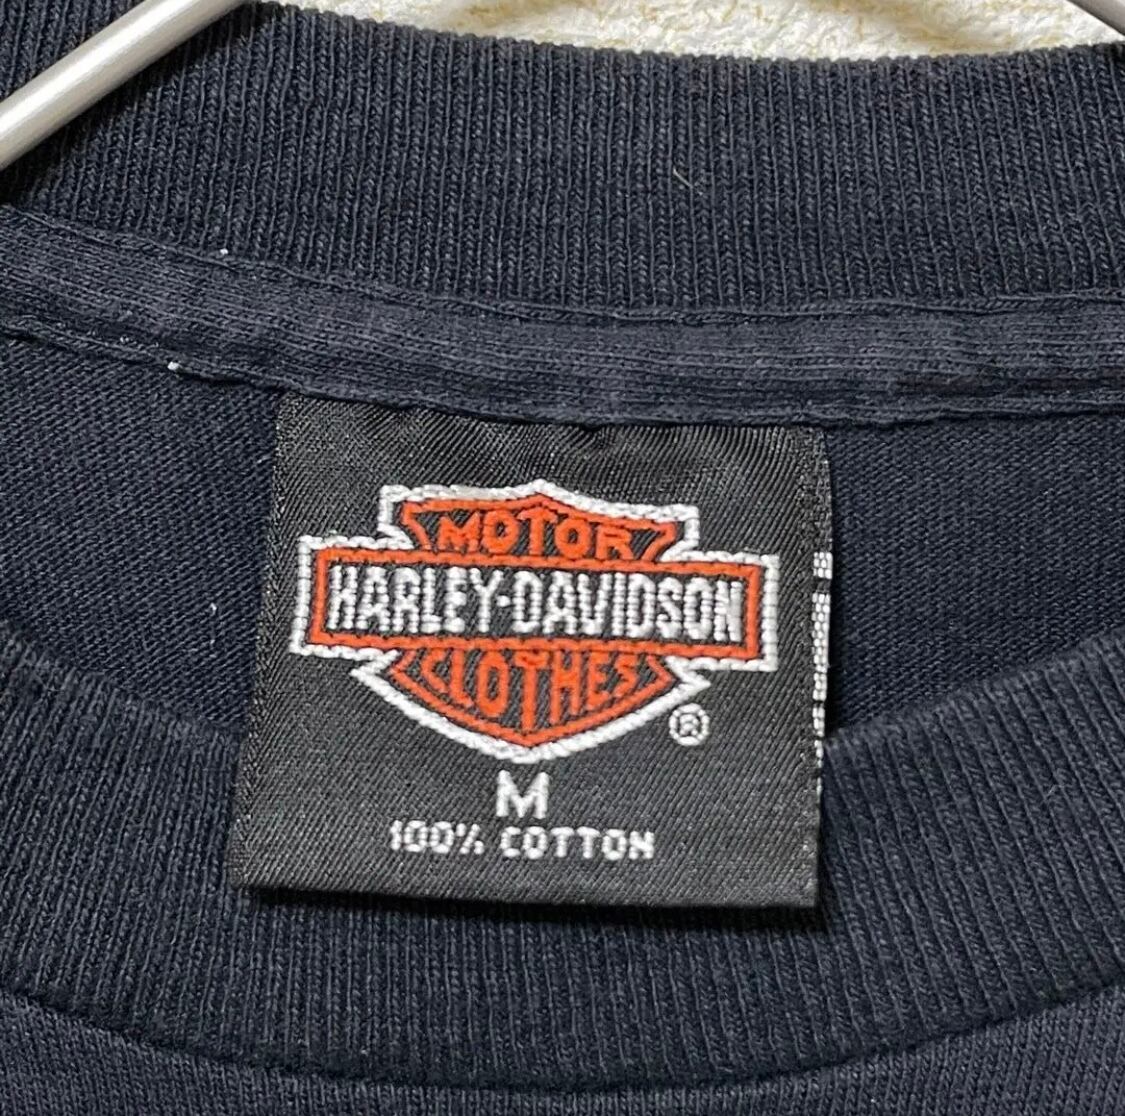 MOTOR
HARLEY-DAVIDSON
CLOTHES
®
M
100% COTTON